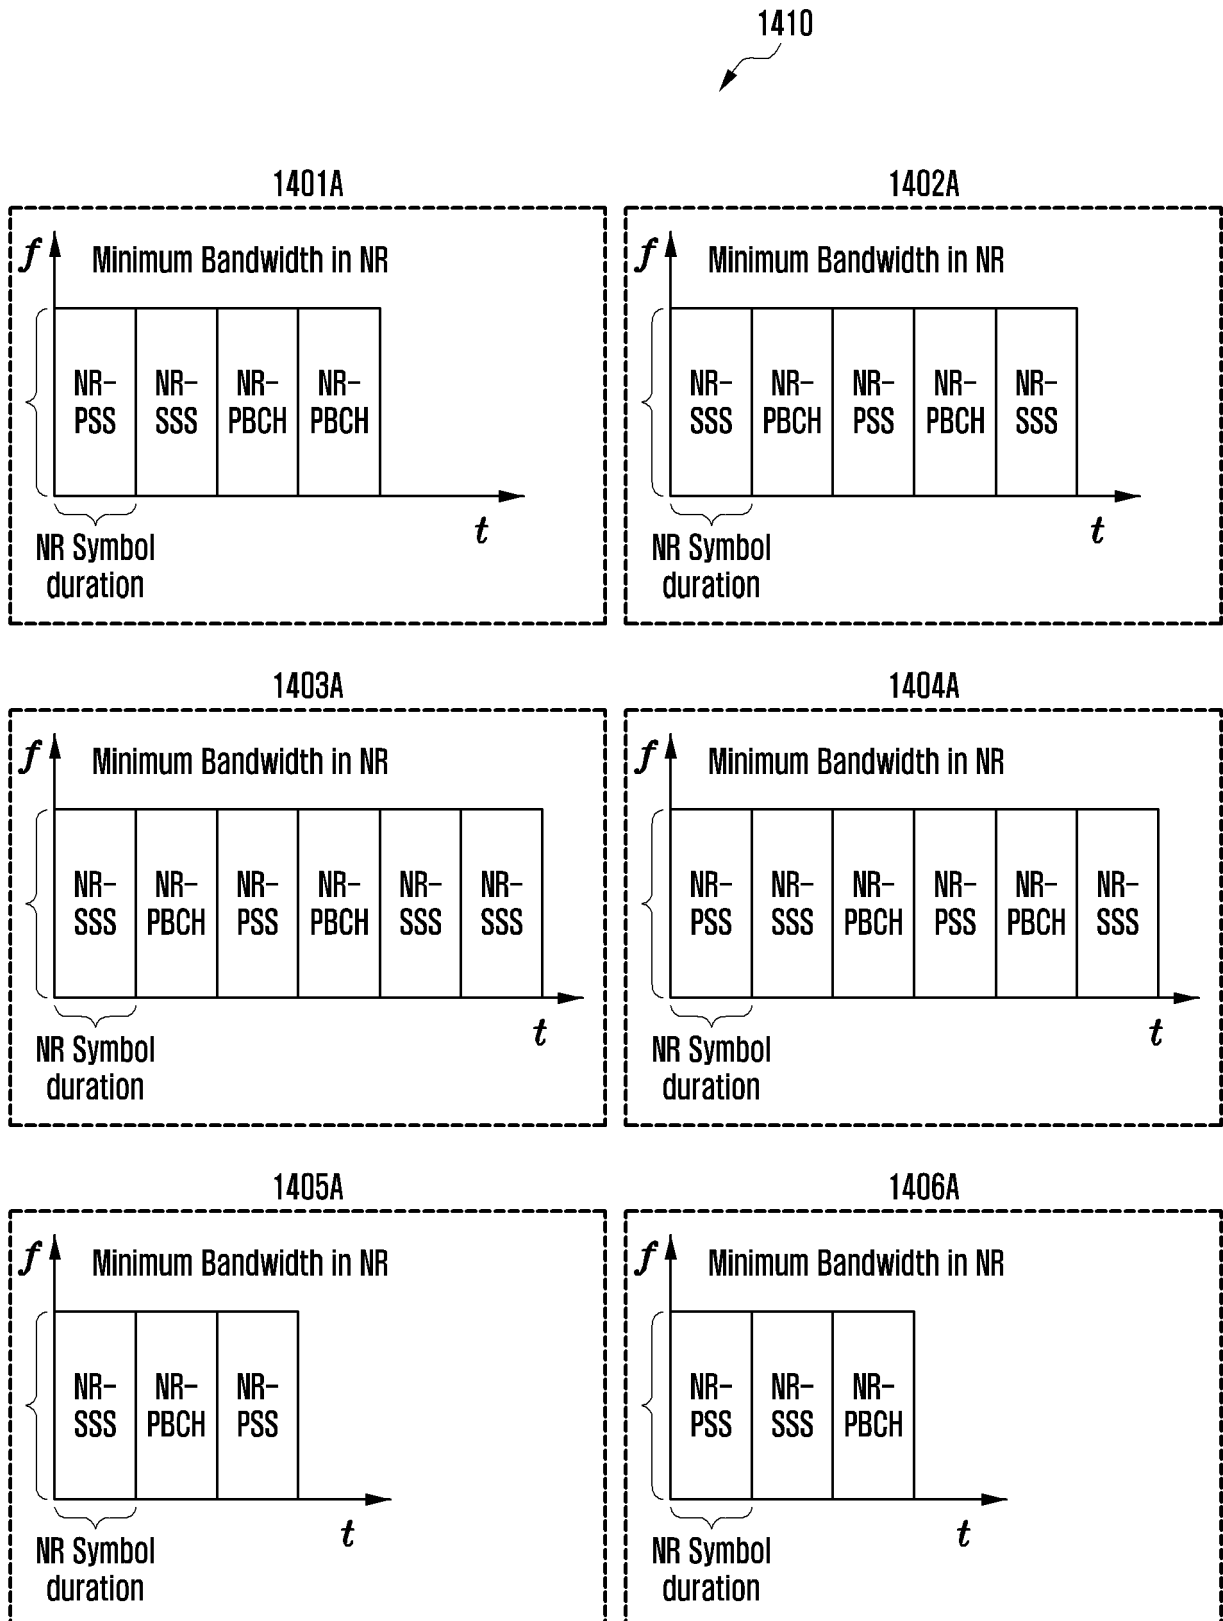 1410
1401A
f Minimum Bandwidth in NR
NR-
PSS
NR-
SSS
NR-
PBCH
NR-
PBCH
t
NR Symbol
duration
1402A
f Minimum Bandwidth in NR
NR-
SSS
NR-
PBCH
NR-
PSS
NR-
PBCH
NR-
SSS
t
NR Symbol
duration
1403A
f Minimum Bandwidth in NR
NR-
SSS
NR-
PBCH
NR-
PSS
NR-
PBCH
NR-
SSS
NR-
SSS
t
NR Symbol
duration
1404A
f Minimum Bandwidth in NR
NR-
PSS
NR-
SSS
NR-
PBCH
NR-
PSS
NR-
PBCH
NR-
SSS
t
NR Symbol
duration
1405A
f Minimum Bandwidth in NR
NR-
SSS
NR-
PBCH
NR-
PSS
t
NR Symbol
duration
1406A
f Minimum Bandwidth in NR
NR-
PSS
NR-
SSS
NR-
PBCH
t
NR Symbol
duration